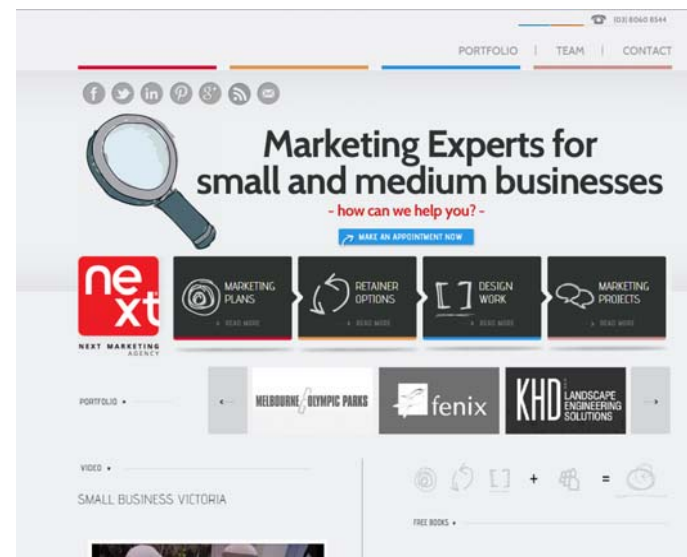 (03) 8060 8544
PORTFOLIO | TEAM | CONTACT
Marketing Experts for
small and medium businesses
- how can we help you? -
MAKE AN APPOINTMENT NOW
next
NEXT MARKETING
AGENCY
MARKETING
PLANS
READ MORE
RETAINER
OPTIONS
READ MORE
DESIGN
WORK
READ MORE
MARKETING
PROJECTS
READ MORE
PORTFOLIO
MELBOURNE OLYMPIC PARKS
fenix
KHD LANDSCAPE
ENGINEERING
SOLUTIONS
VIDEO
SMALL BUSINESS VICTORIA
+ =
FREE BOOKS